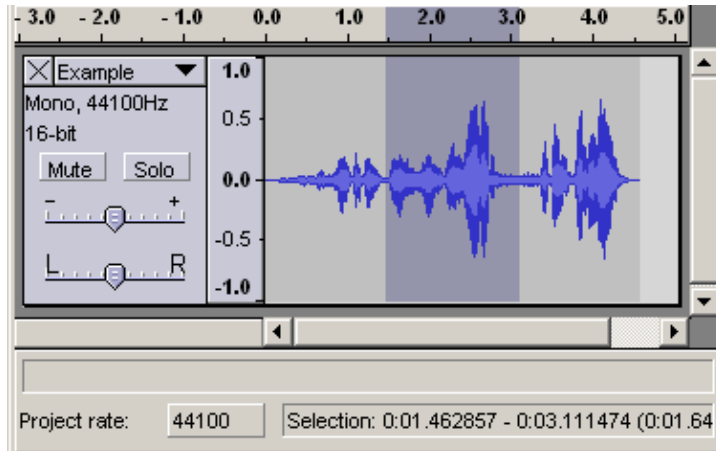 - 3.0 - 2.0 - 1.0 0.0 1.0 2.0 3.0 4.0 5.0
Example 1.0
Mono, 44100Hz
16-bit 0.5
Mute Solo
0.0
- +
-0.5
L R
-1.0
Project rate: 44100 Selection: 0:01.462857 - 0:03.111474 (0:01.64